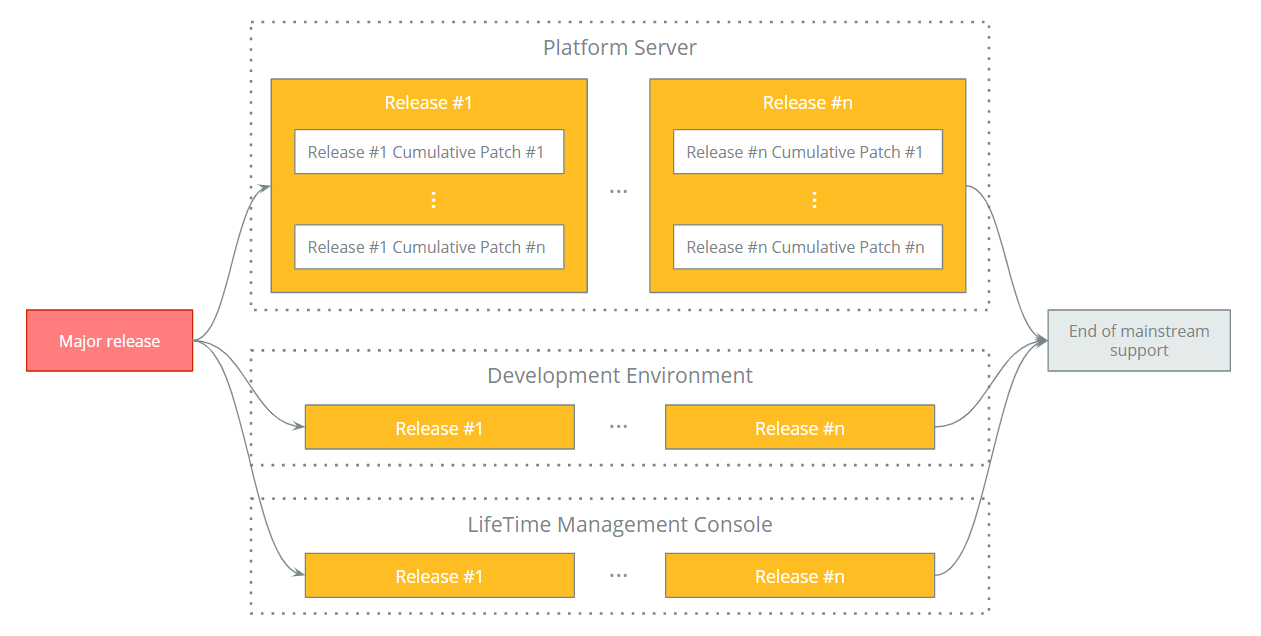 Platform Server
Release #1
Release #1 Cumulative Patch #1
⋮
Release #1 Cumulative Patch #n
...
Release #n
Release #n Cumulative Patch #1
⋮
Release #n Cumulative Patch #n
Major release
End of mainstream
support
Development Environment
Release #1
...
Release #n
LifeTime Management Console
Release #1
...
Release #n